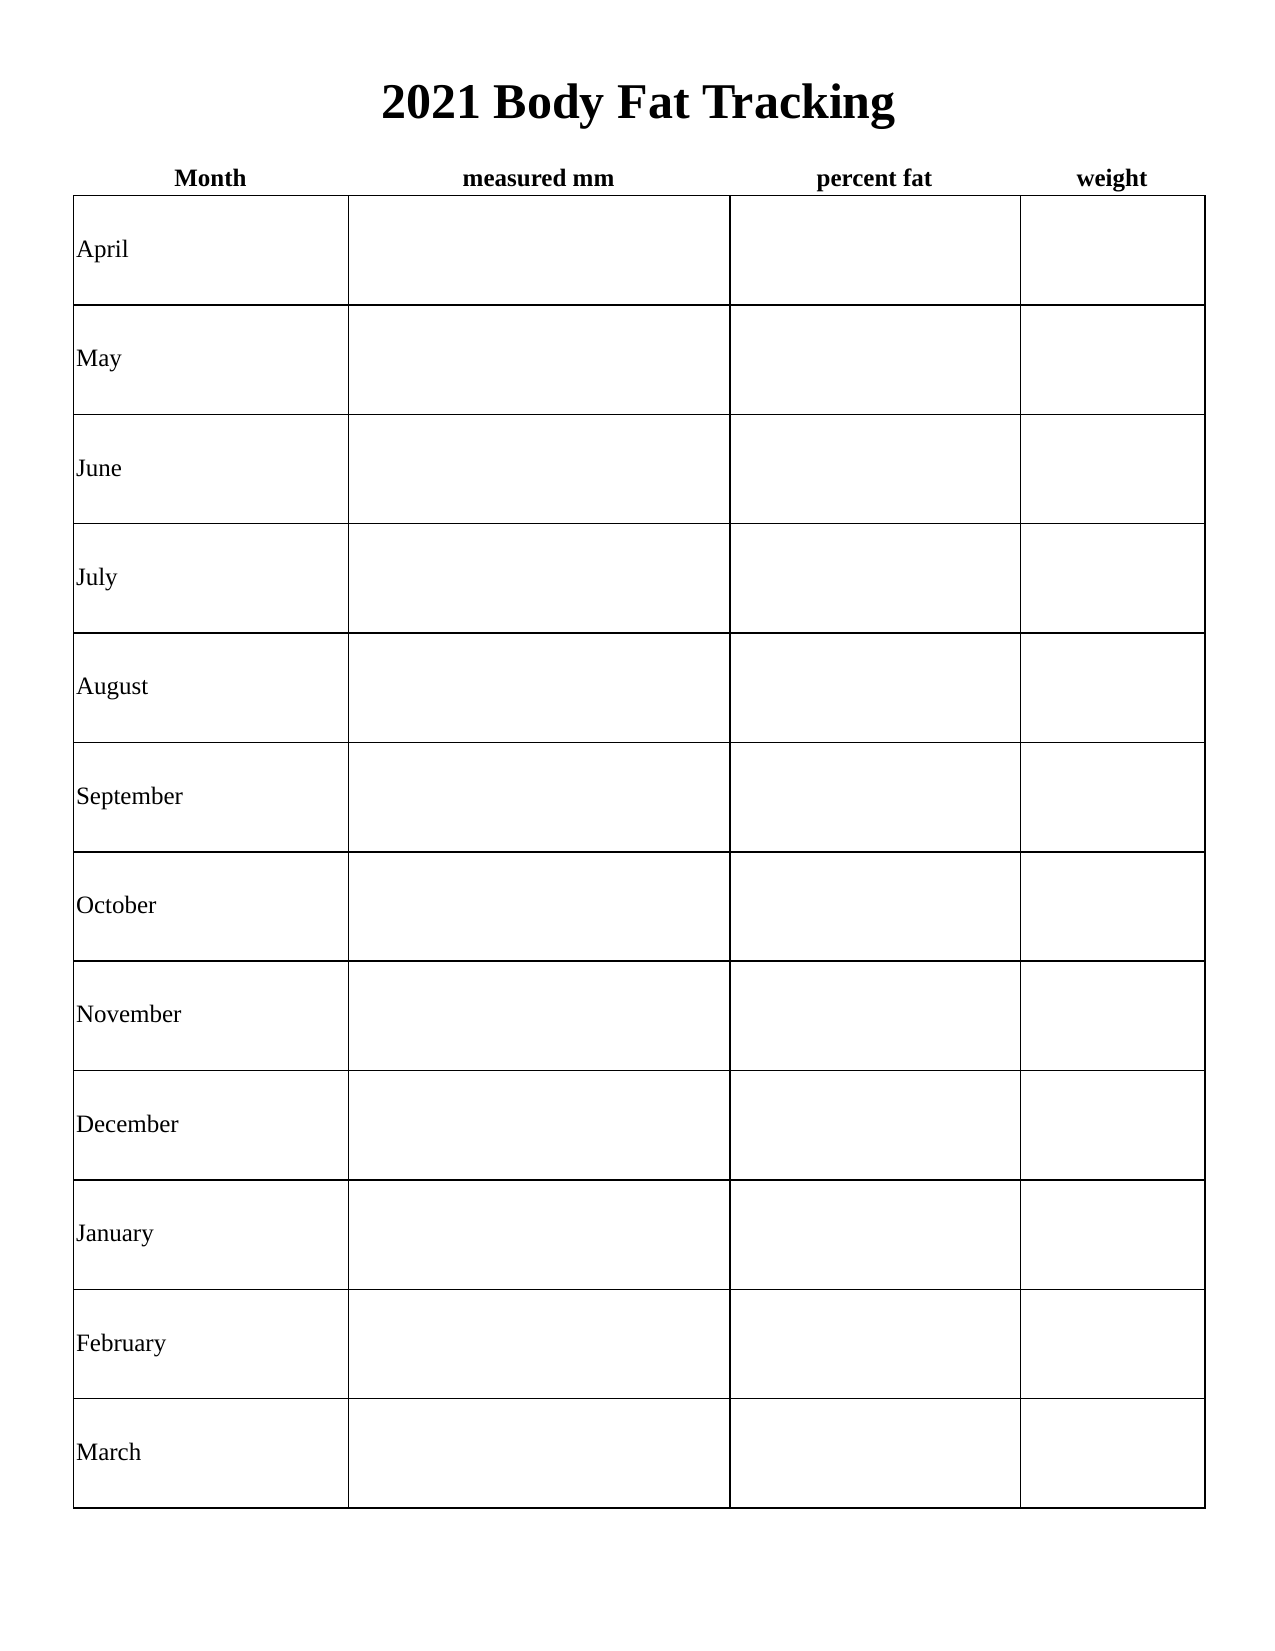 2021 Body Fat Tracking
Month measured mm percent fat weight
April
May
June
July
August
September
October
November
December
January
February
March